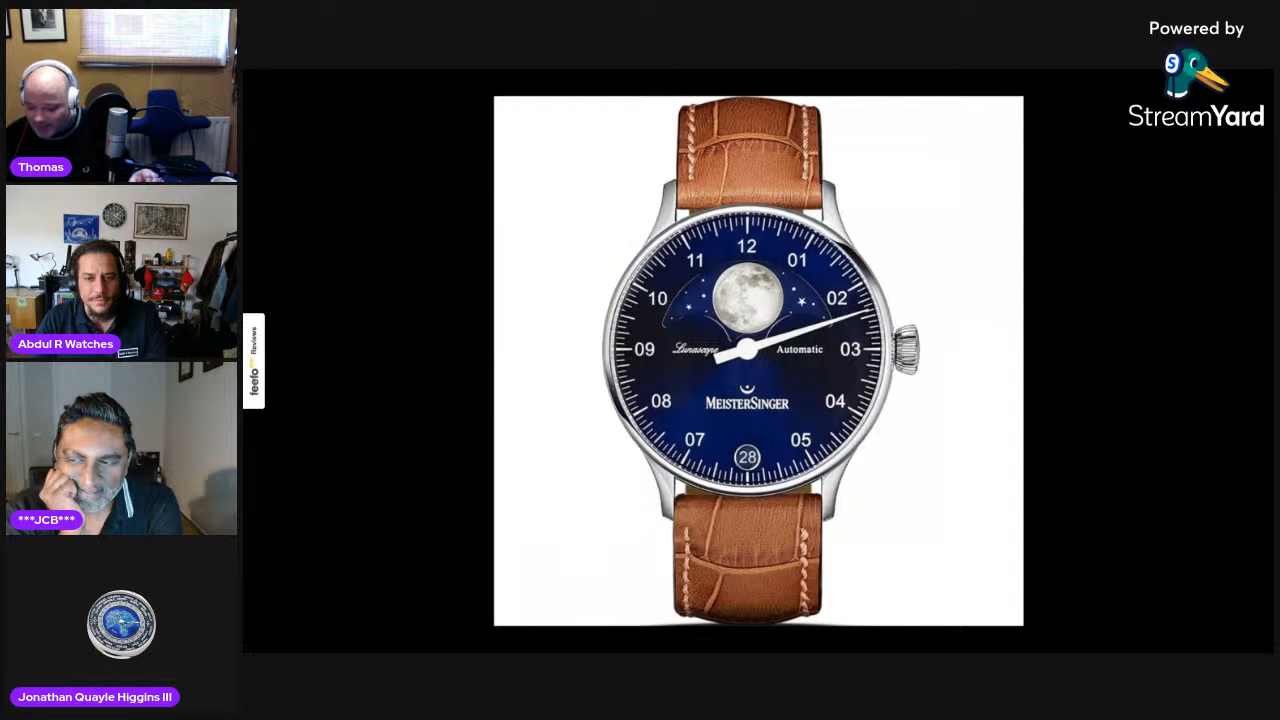 Thomas
Abdul R Watches
***JCB***
Jonathan Quayle Higgins III
feefo Reviews
12
11
01
10
02
09
Lunascope
Automatic
03
08
MEISTERSINGER
04
07
05
28
Powered by
S
StreamYard